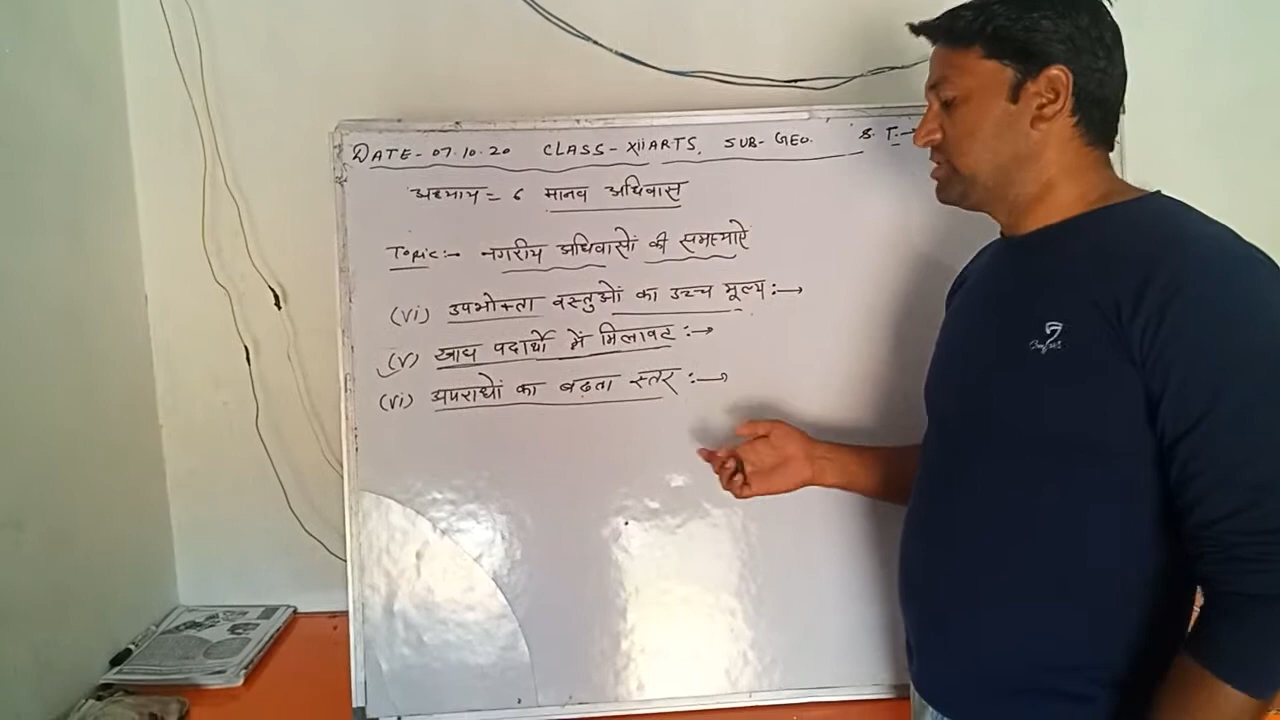 DATE- 07.10.20 CLASS- XII ARTS, SUB- GEO. S. T.→
अध्याय = 6 मानव अधिवास
Topic:→ नगरीय अधिवासों की समस्याऐ
(vi) उपभोक्ता वस्तुओं का उच्च मूल्य :→
(v) खाद्य पदार्थों में मिलावट :→
(vi) अपराधों का बढ़ता स्तर :→
7